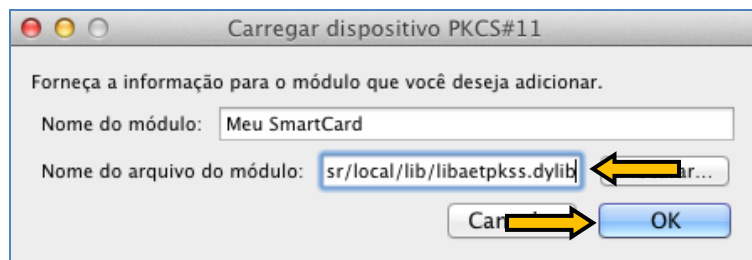 Carregar dispositivo PKCS#11
Forneça a informação para o módulo que você deseja adicionar.
Nome do módulo: Meu SmartCard
Nome do arquivo do módulo: sr/local/lib/libaetpkss.dylib
OK